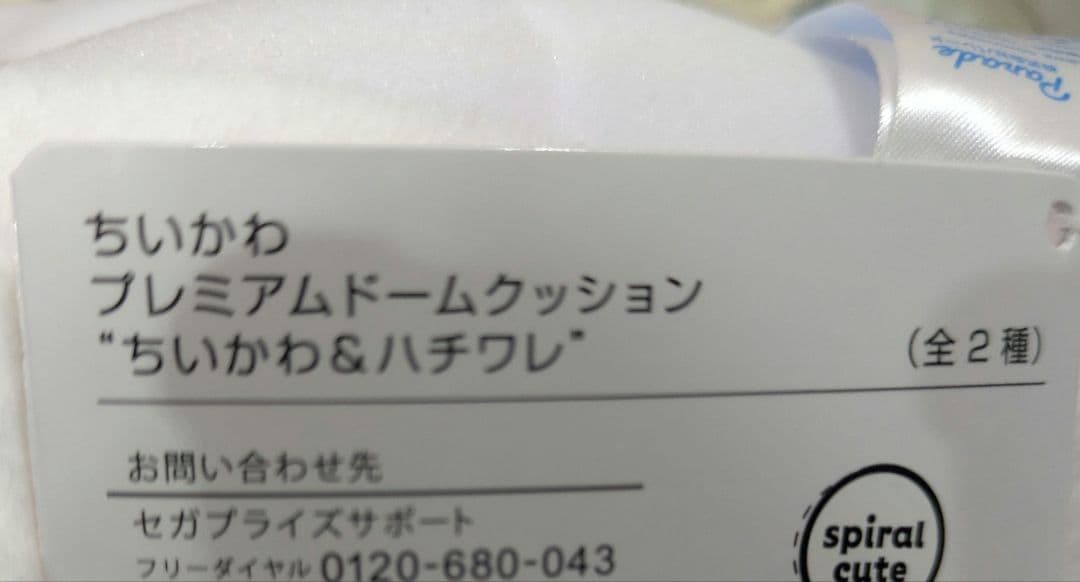 Parade
ちいかわ
プレミアムドームクッション
“ちいかわ＆ハチワレ”
（全２種）
お問い合わせ先
セガプライズサポート
フリーダイヤル 0120-680-043
spiral
cute